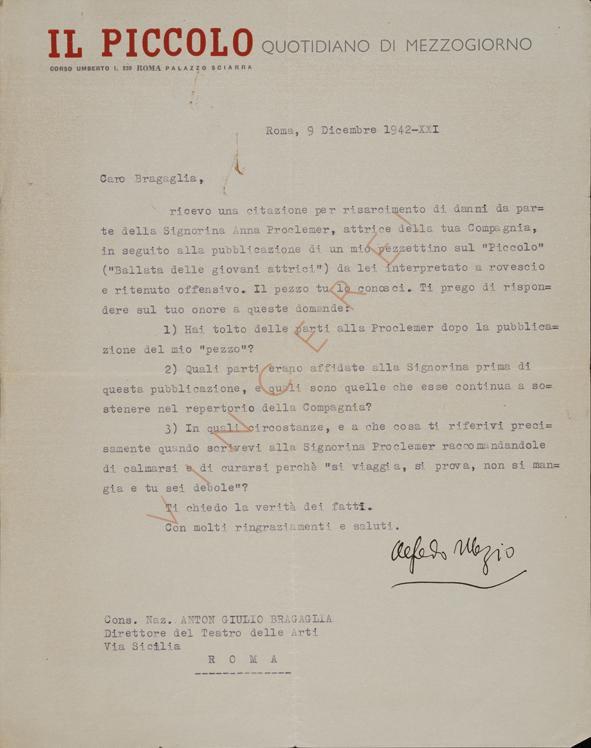 IL PICCOLO QUOTIDIANO DI MEZZOGIORNO
CORSO UMBERTO I, 239 ROMA PALAZZO SCIARRA
Roma, 9 Dicembre 1942-XXI
Caro Bragaglia,
ricevo una citazione per risarcimento di danni da par=
te della Signorina Anna Proclemer, attrice della tua Compagnia,
in seguito alla pubblicazione di un mio pezzettino sul "Piccolo"
("Ballata delle giovani attrici") da lei interpretato a rovescio
e ritenuto offensivo. Il pezzo tu lo conosci. Ti prego di rispon=
dere sul tuo onore a queste domande:
1) Hai tolto delle parti alla Proclemer dopo la pubblica=
zione del mio "pezzo"?
2) Quali parti erano affidate alla Signorina prima di
questa pubblicazione, e quali sono quelle che esse continua a so=
stenere nel repertorio della Compagnia?
3) In quali circostanze, e a che cosa ti riferivi preci=
samente quando scrivevi alla Signorina Proclemer raccomandandole
di calmarsi e di curarsi perchè "si viaggia, si prova, non si man=
gia e tu sei debole"?
Ti chiedo la verità dei fatti.
Con molti ringraziamenti e saluti.
Alfredo Mezio
VINCERE!
Cons. Naz. ANTON GIULIO BRAGAGLIA
Direttore del Teatro delle Arti
Via Sicilia
R O M A